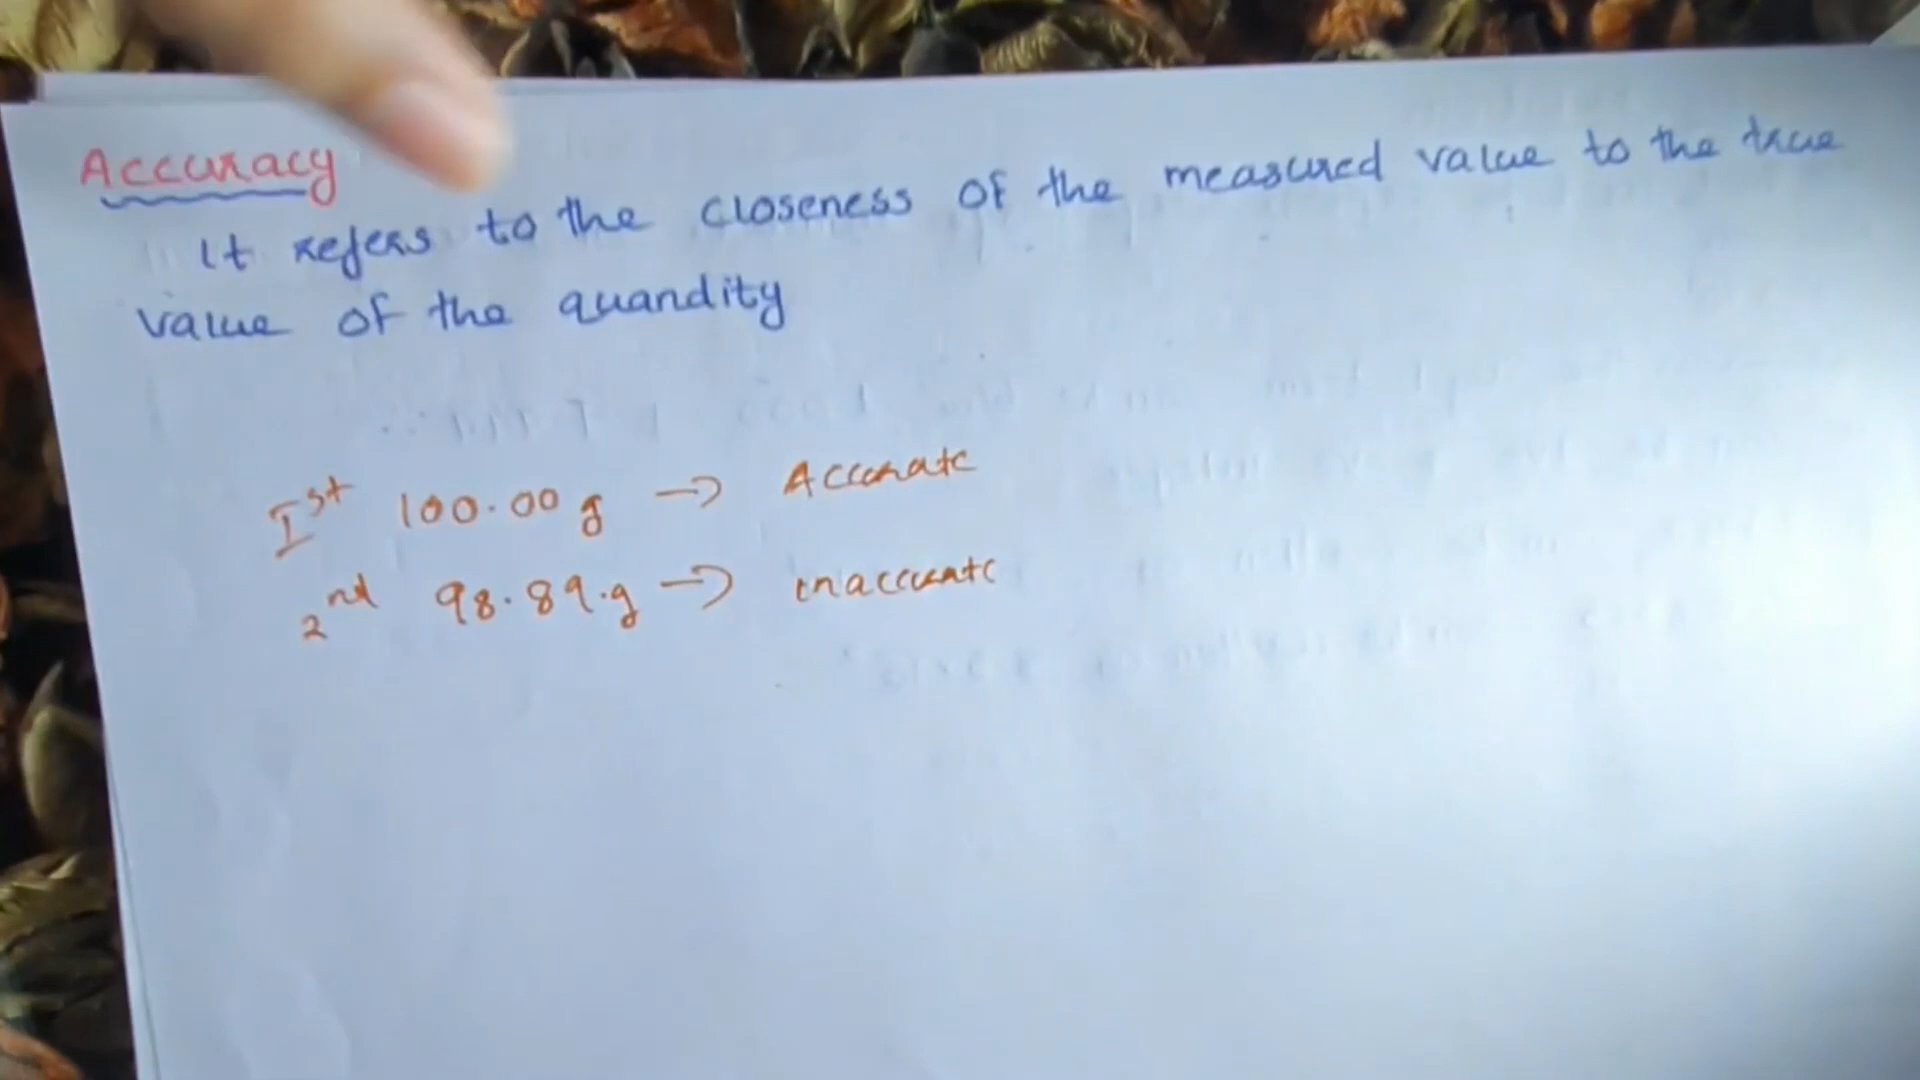 Accuracy
It refers to the closeness of the measured value to the true
value of the quandity
Ist 100.00 g → Accurate
2nd 98.89.g → inaccurate